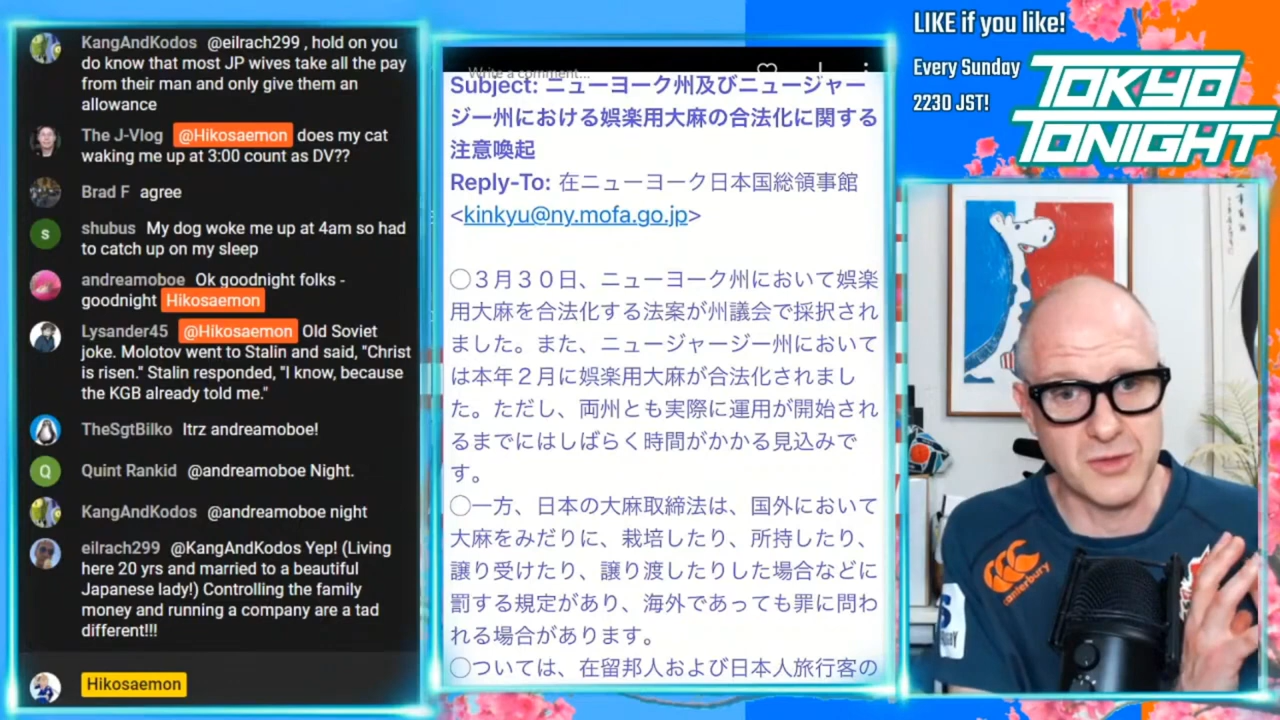 KangAndKodos @eilrach299 , hold on you
do know that most JP wives take all the pay
from their man and only give them an
allowance
The J-Vlog @Hikosaemon does my cat
waking me up at 3:00 count as DV??
Brad F agree
s
shubus My dog woke me up at 4am so had
to catch up on my sleep
andreamoboe Ok goodnight folks -
goodnight Hikosaemon
Lysander45 @Hikosaemon Old Soviet
joke. Molotov went to Stalin and said, "Christ
is risen." Stalin responded, "I know, because
the KGB already told me."
TheSgtBilko Itrz andreamoboe!
Q
Quint Rankid @andreamoboe Night.
KangAndKodos @andreamoboe night
eilrach299 @KangAndKodos Yep! (Living
here 20 yrs and married to a beautiful
Japanese lady!) Controlling the family
money and running a company are a tad
different!!!
Hikosaemon
Write a comment...
Subject: ニューヨーク州及びニュージャー
ジー州における娯楽用大麻の合法化に関する
注意喚起
Reply-To: 在ニューヨーク日本国総領事館
<kinkyu@ny.mofa.go.jp>
○３月３０日、ニューヨーク州において娯楽
用大麻を合法化する法案が州議会で採択され
ました。また、ニュージャージー州において
は本年２月に娯楽用大麻が合法化されまし
た。ただし、両州とも実際に運用が開始され
るまでにはしばらく時間がかかる見込みで
す。
○一方、日本の大麻取締法は、国外において
大麻をみだりに、栽培したり、所持したり、
譲り受けたり、譲り渡したりした場合などに
罰する規定があり、海外であっても罪に問わ
れる場合があります。
○ついては、在留邦人および日本人旅行客の
LIKE if you like!
Every Sunday
2230 JST!
TOKYO
TONIGHT
canterbury